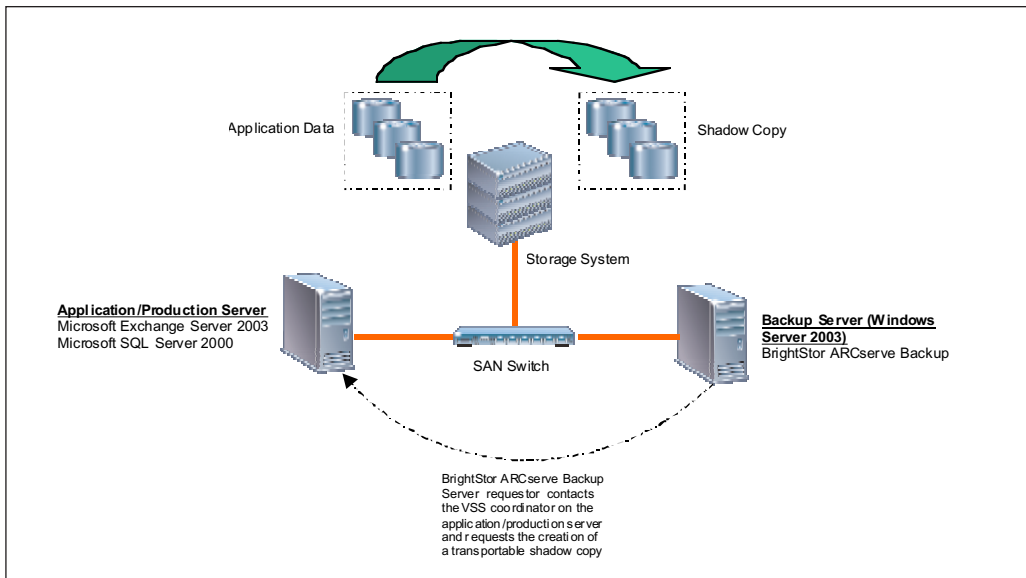 Application Data
Shadow Copy
Storage System
Application/Production Server
Microsoft Exchange Server 2003
Microsoft SQL Server 2000
SAN Switch
Backup Server (Windows
Server 2003)
BrightStor ARCserve Backup
BrightStor ARCserve Backup
Server requestor contacts
the VSS coordinator on the
application/production server
and requests the creation of
a transportable shadow copy